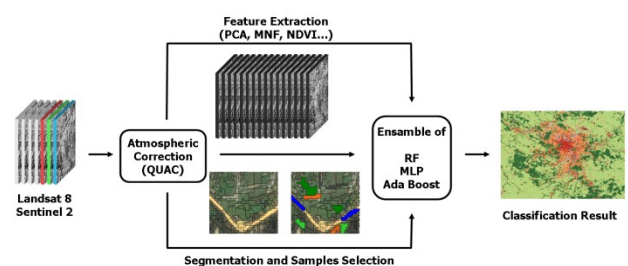 Feature Extraction
(PCA, MNF, NDVI...)
Atmospheric
Correction
(QUAC)
Ensamble of
RF
MLP
Ada Boost
Landsat 8
Sentinel 2
Classification Result
Segmentation and Samples Selection